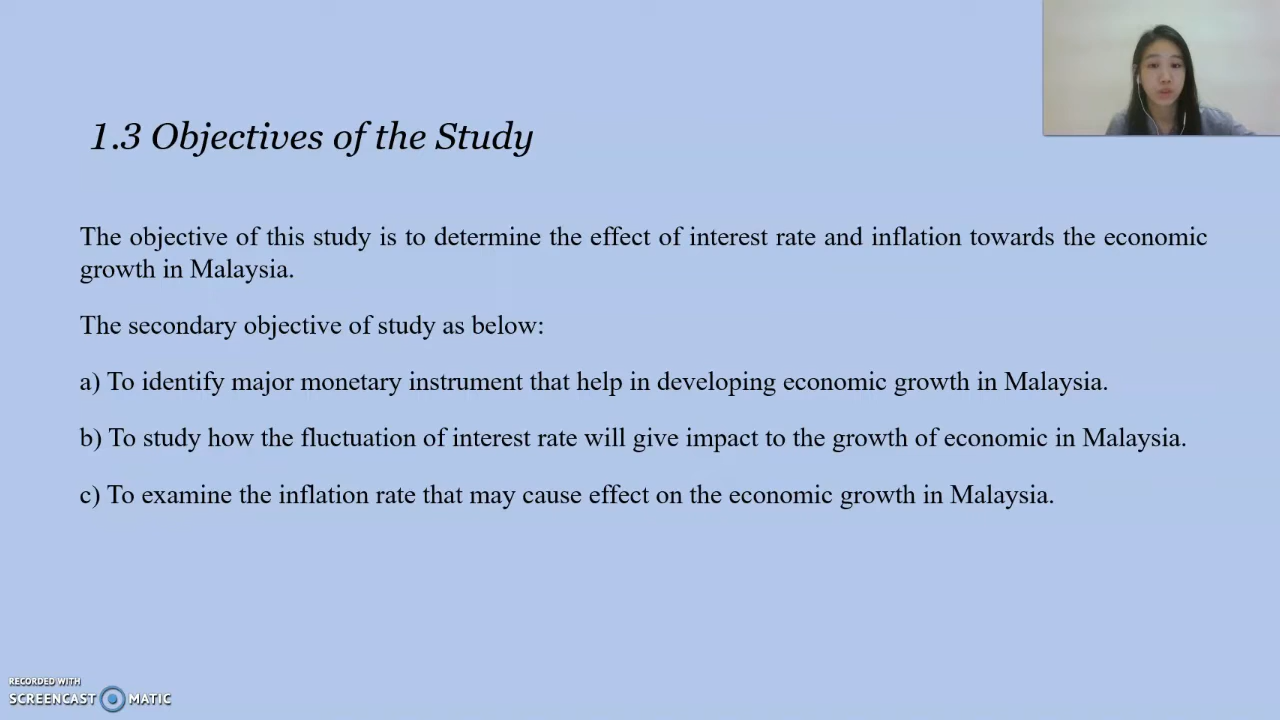 1.3 Objectives of the Study
The objective of this study is to determine the effect of interest rate and inflation towards the economic
growth in Malaysia.
The secondary objective of study as below:
a) To identify major monetary instrument that help in developing economic growth in Malaysia.
b) To study how the fluctuation of interest rate will give impact to the growth of economic in Malaysia.
c) To examine the inflation rate that may cause effect on the economic growth in Malaysia.
RECORDED WITH
SCREENCAST MATIC